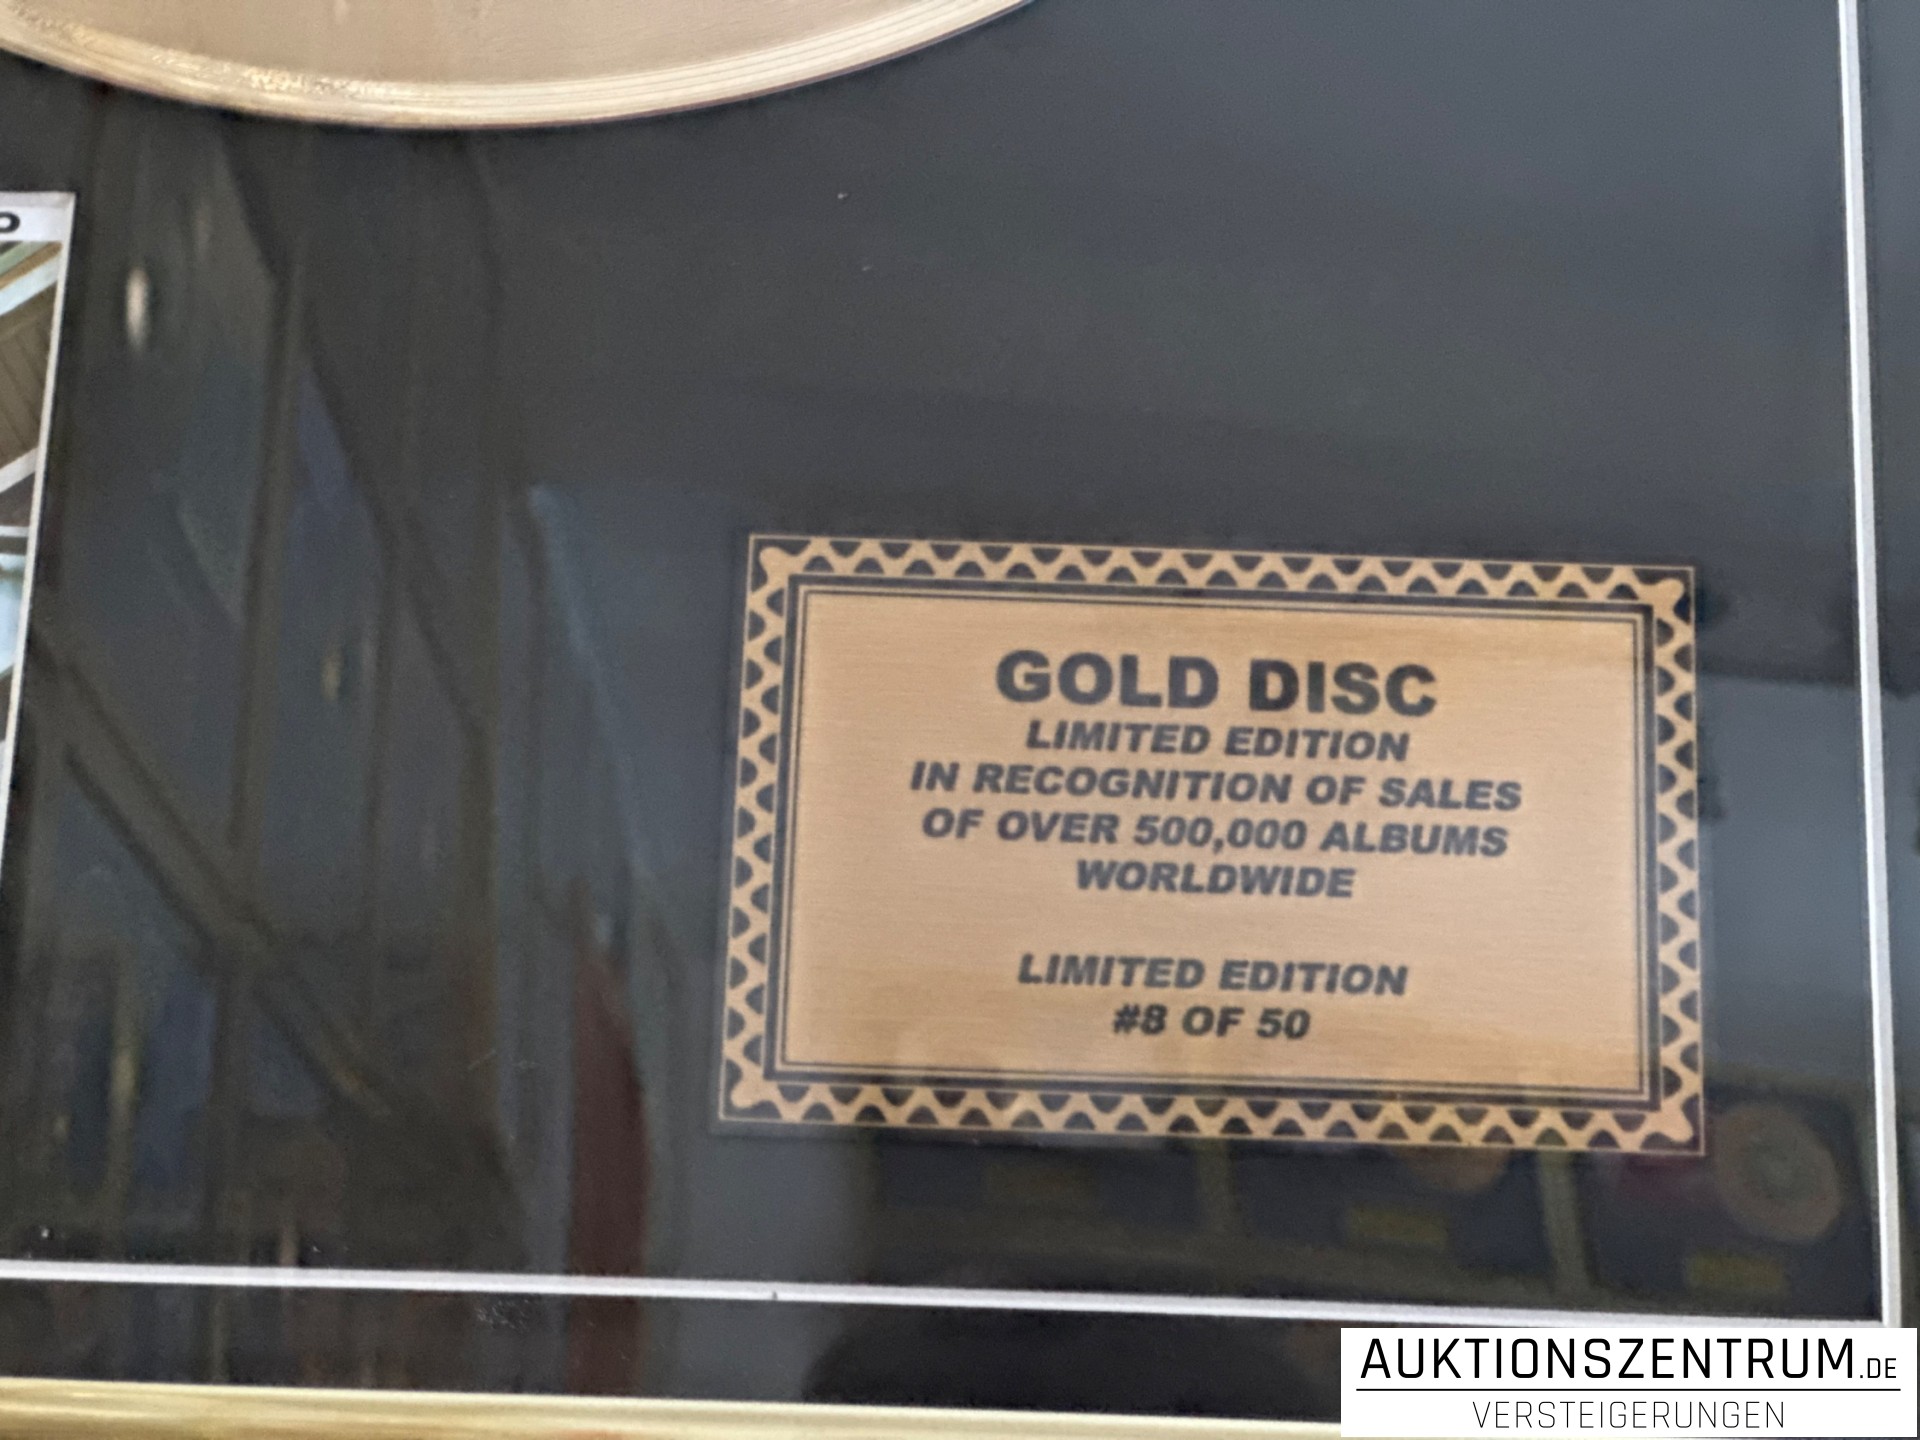 GOLD DISC
LIMITED EDITION
IN RECOGNITION OF SALES
OF OVER 500,000 ALBUMS
WORLDWIDE
LIMITED EDITION
#8 OF 50
AUKTIONSZENTRUM.DE
VERSTEIGERUNGEN